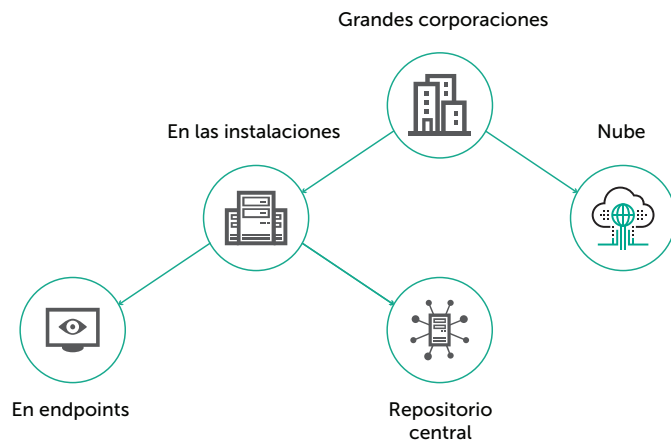 Grandes corporaciones
En las instalaciones
Nube
En endpoints
Repositorio
central